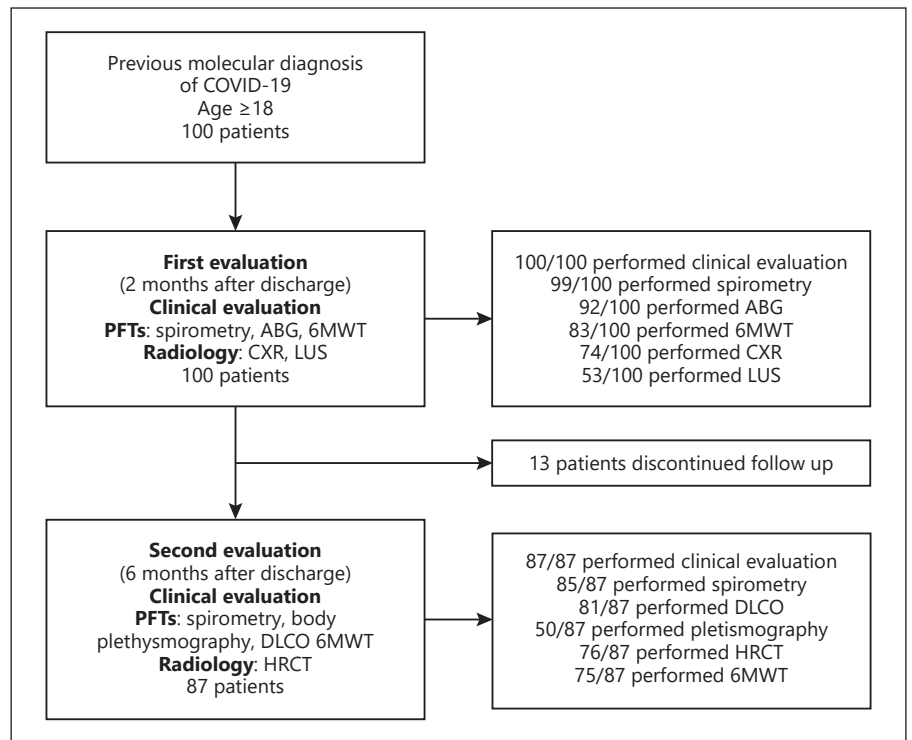 Previous molecular diagnosis
of COVID-19
Age ≥18
100 patients
First evaluation
(2 months after discharge)
Clinical evaluation
PFTs: spirometry, ABG, 6MWT
Radiology: CXR, LUS
100 patients
100/100 performed clinical evaluation
99/100 performed spirometry
92/100 performed ABG
83/100 performed 6MWT
74/100 performed CXR
53/100 performed LUS
13 patients discontinued follow up
Second evaluation
(6 months after discharge)
Clinical evaluation
PFTs: spirometry, body
plethysmography, DLCO 6MWT
Radiology: HRCT
87 patients
87/87 performed clinical evaluation
85/87 performed spirometry
81/87 performed DLCO
50/87 performed pletismography
76/87 performed HRCT
75/87 performed 6MWT